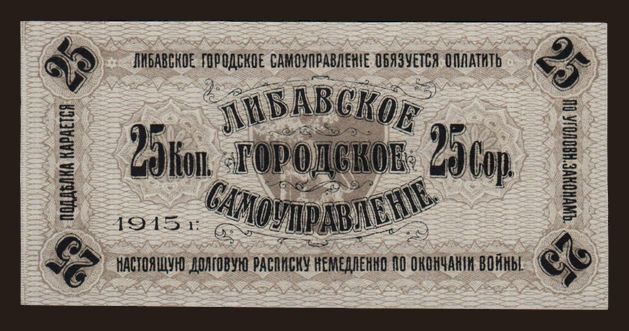 25
25
ЛИБАВСКОЕ ГОРОДСКОЕ САМОУПРАВЛЕНІЕ ОБЯЗУЕТСЯ ОПЛАТИТЬ
ПОДДѢЛКА КАРАЕТСЯ
ПО УГОЛОВН. ЗАКОНАМЪ.
ЛИБАВСКОЕ
25 Коп.
ГОРОДСКОЕ
25 Cop.
САМОУПРАВЛЕНІЕ.
1915 г.
НАСТОЯЩУЮ ДОЛГОВУЮ РАСПИСКУ НЕМЕДЛЕННО ПО ОКОНЧАНІИ ВОЙНЫ.
25
25